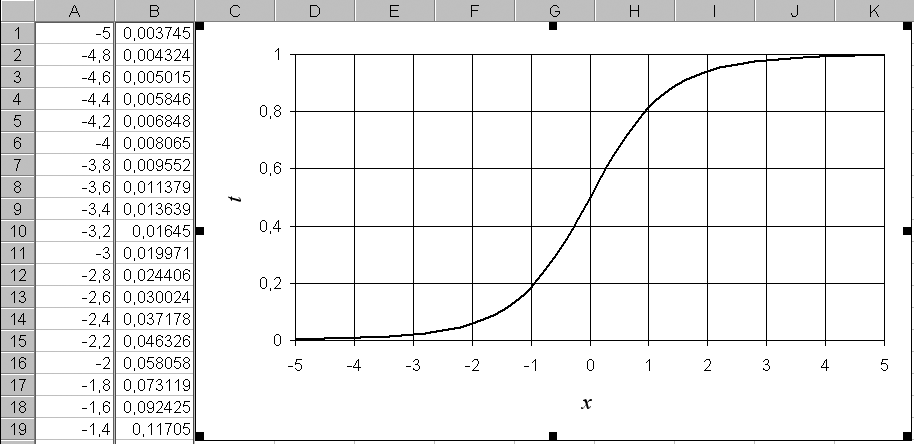 A B C D E F G H I J K
1 -5 0,003745
2 -4,8 0,004324
3 -4,6 0,005015
4 -4,4 0,005846
5 -4,2 0,006848
6 -4 0,008065
7 -3,8 0,009552
8 -3,6 0,011379
9 -3,4 0,013639
10 -3,2 0,01645
11 -3 0,019971
12 -2,8 0,024406
13 -2,6 0,030024
14 -2,4 0,037178
15 -2,2 0,046326
16 -2 0,058058
17 -1,8 0,073119
18 -1,6 0,092425
19 -1,4 0,11705
1
0,8
0,6
0,4
0,2
0
t
-5 -4 -3 -2 -1 0 1 2 3 4 5
x